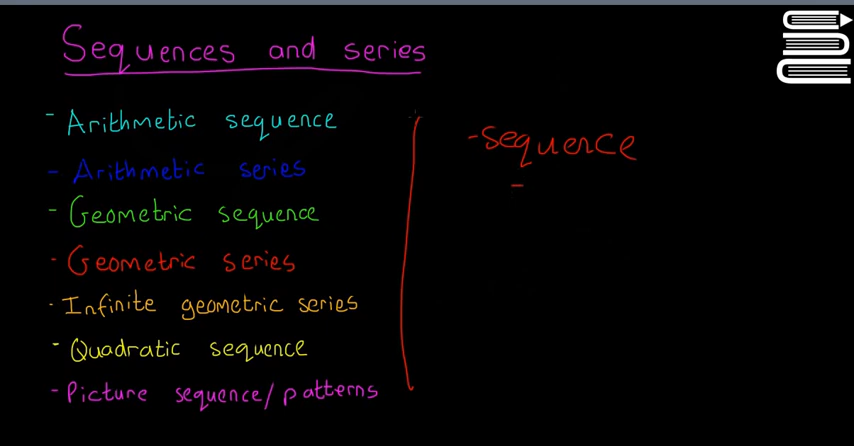 Sequences and series
- Arithmetic sequence
- Arithmetic series
- Geometric sequence
- Geometric series
- Infinite geometric series
- Quadratic sequence
- Picture sequence/patterns
- sequence
-